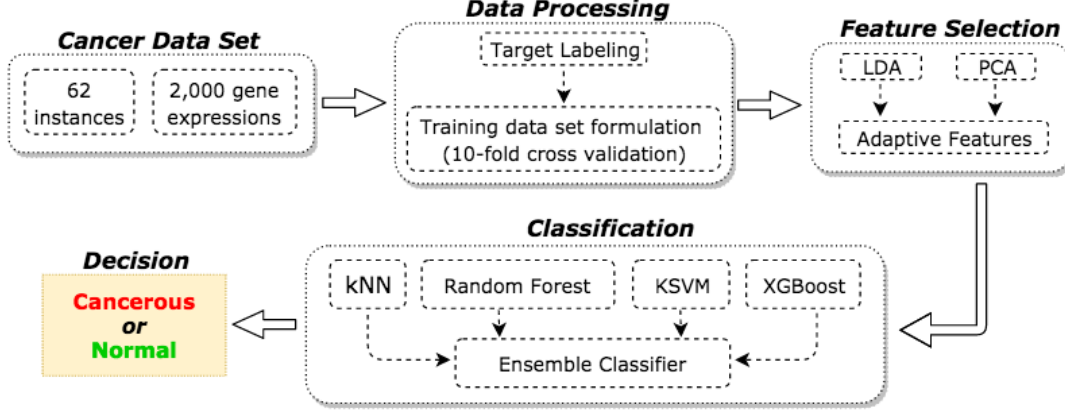 Cancer Data Set
62
instances
2,000 gene
expressions
Data Processing
Target Labeling
Training data set formulation
(10-fold cross validation)
Feature Selection
LDA
PCA
Adaptive Features
Classification
kNN
Random Forest
KSVM
XGBoost
Ensemble Classifier
Decision
Cancerous
or
Normal